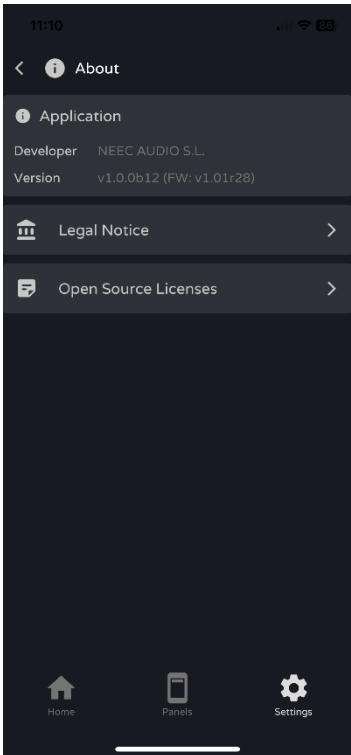 11:10
86
About
Application
Developer NEEC AUDIO S.L.
Version v1.0.0b12 (FW: v1.01r28)
Legal Notice
Open Source Licenses
Home Panels Settings